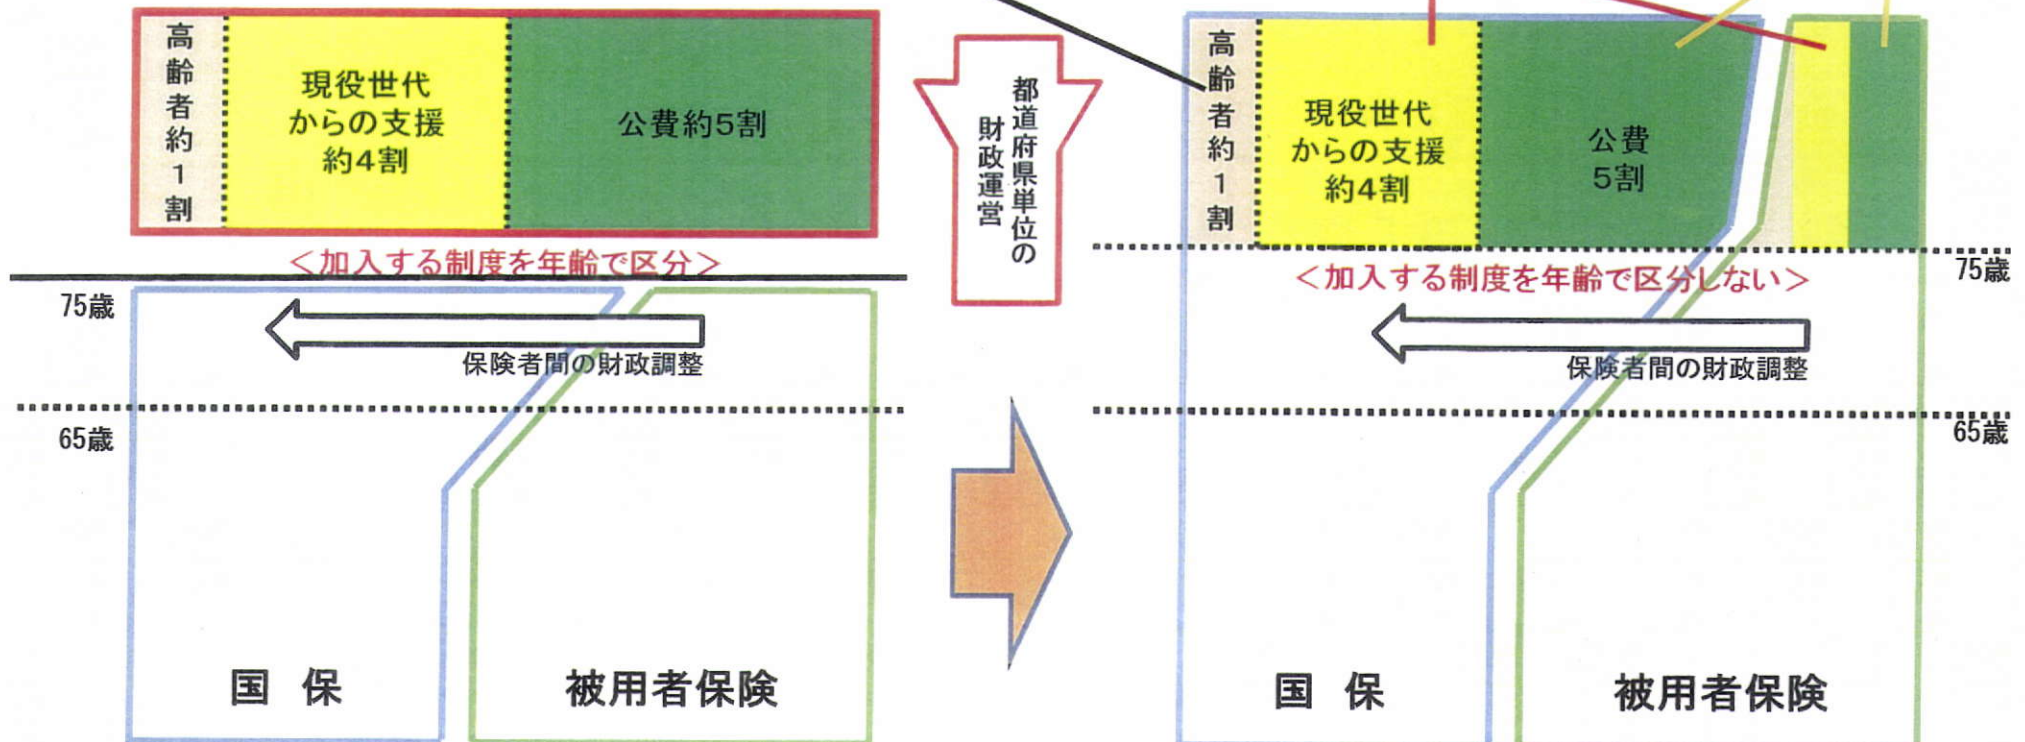 高齢者約1割
現役世代
からの支援
約4割
公費約5割
<加入する制度を年齢で区分>
75歳
保険者間の財政調整
65歳
国 保
被用者保険
都道府県単位の
財政運営
高齢者約1割
現役世代
からの支援
約4割
公費
5割
75歳
<加入する制度を年齢で区分しない>
保険者間の財政調整
65歳
国 保
被用者保険